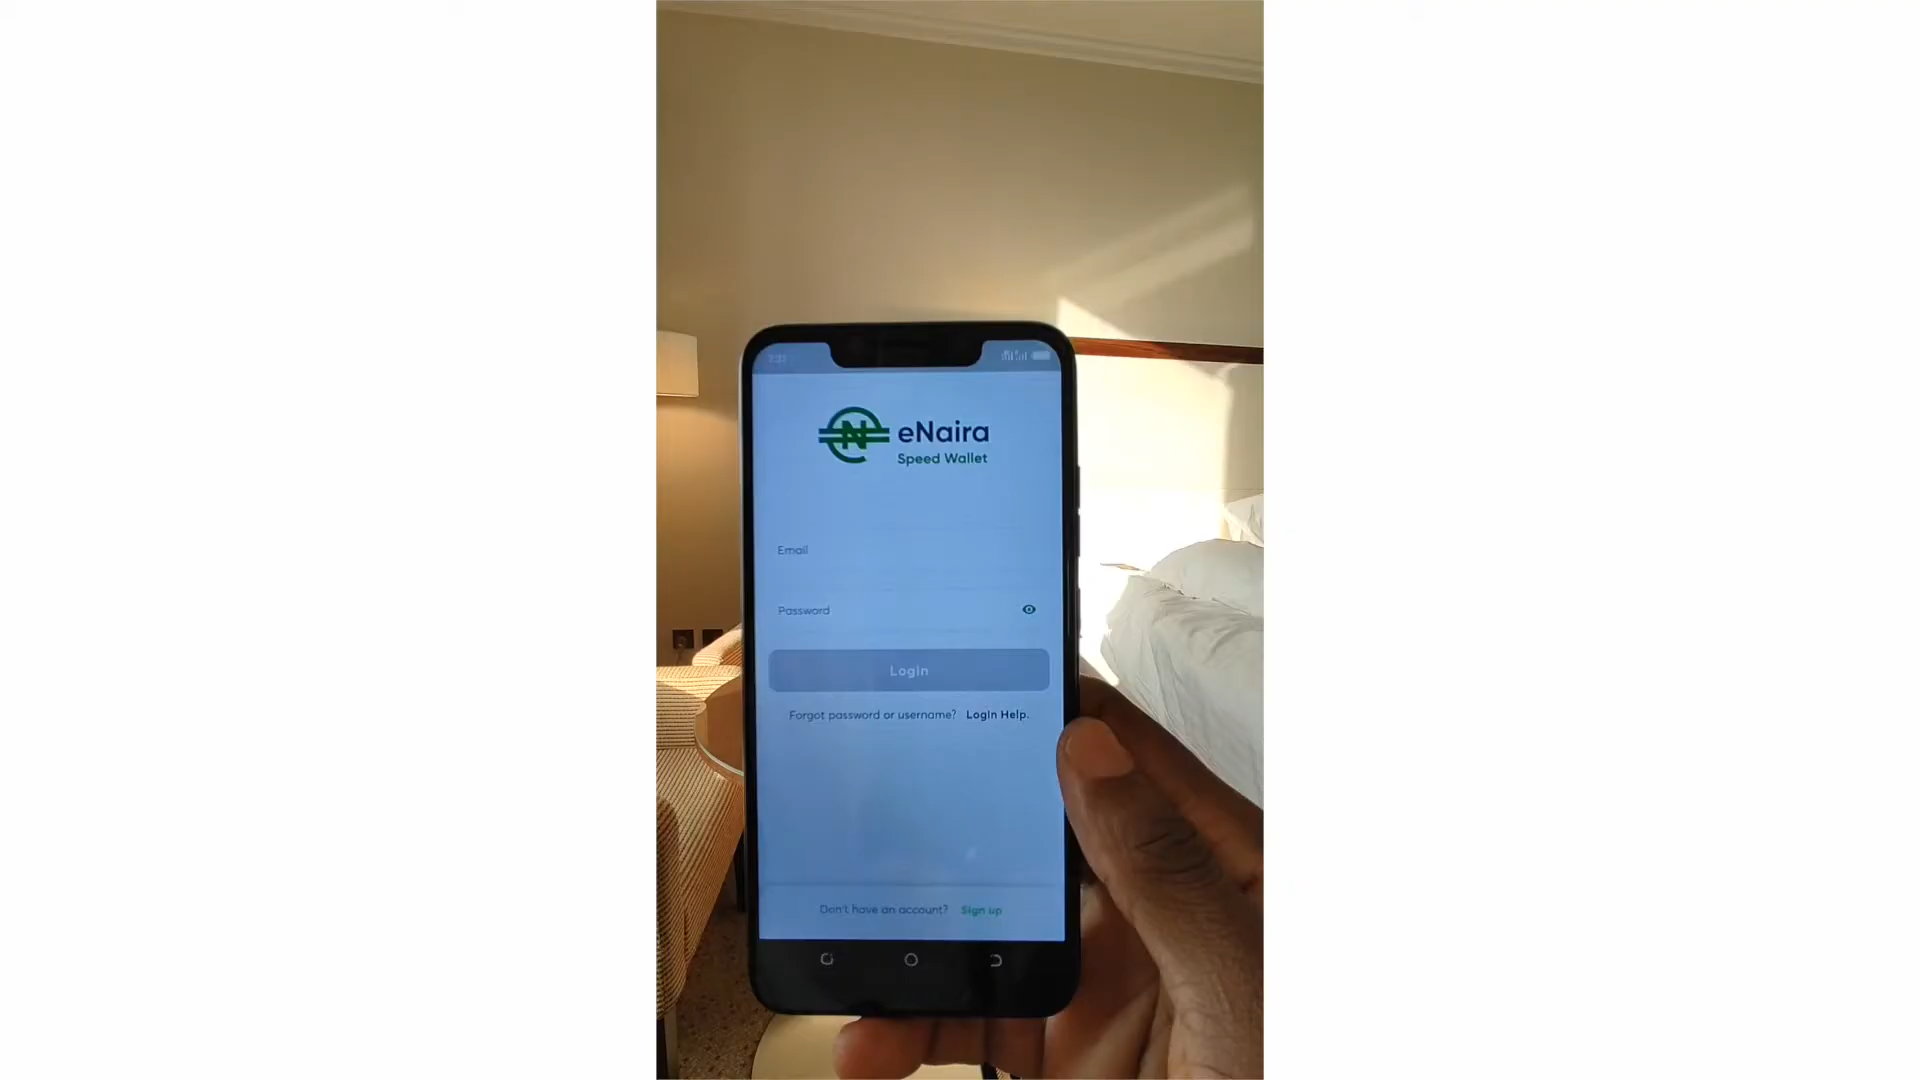 eNaira
Speed Wallet
Email
Password
Login
Forgot password or username? Login Help.
Don't have an account? Sign up